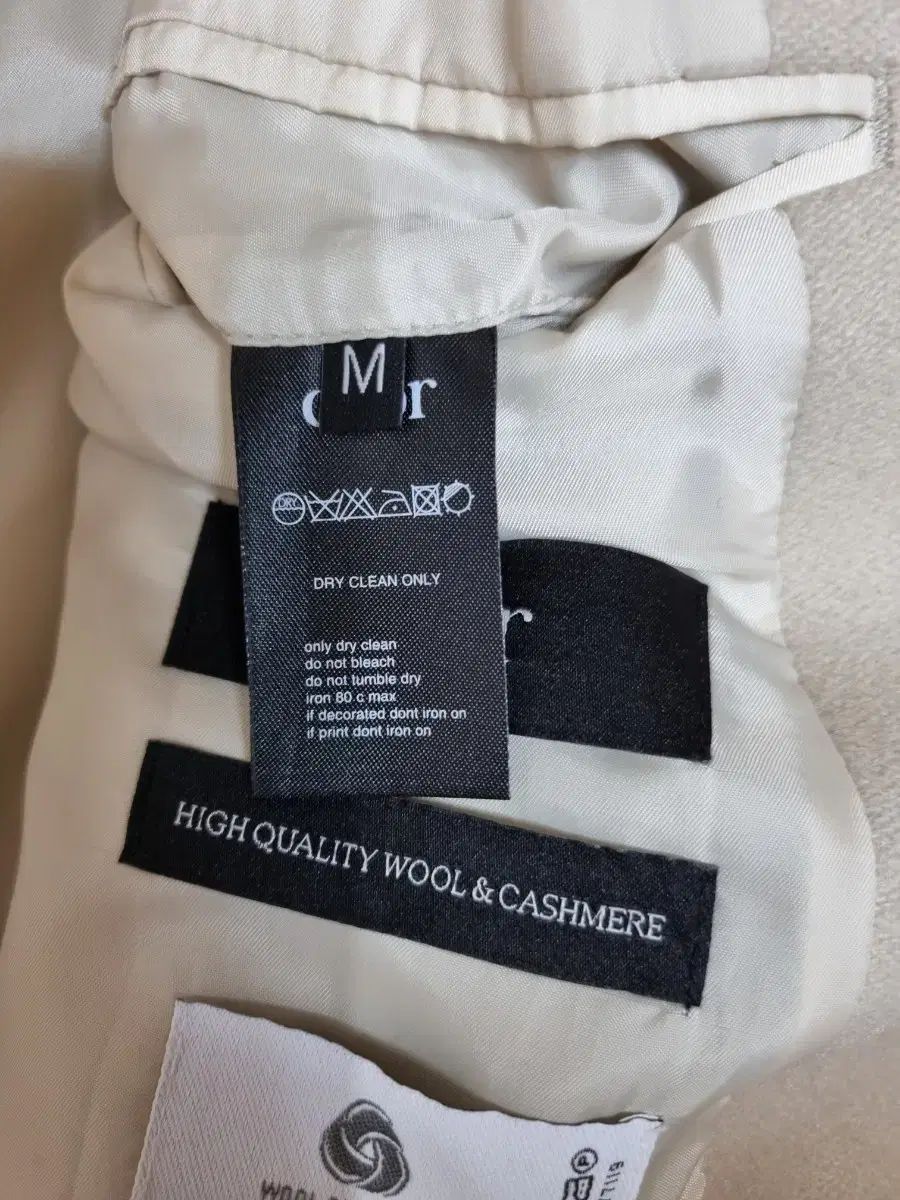 M
DRY
DRY CLEAN ONLY
only dry clean
do not bleach
do not tumble dry
iron 80 c max
if decorated dont iron on
if print dont iron on
HIGH QUALITY WOOL & CASHMERE
P